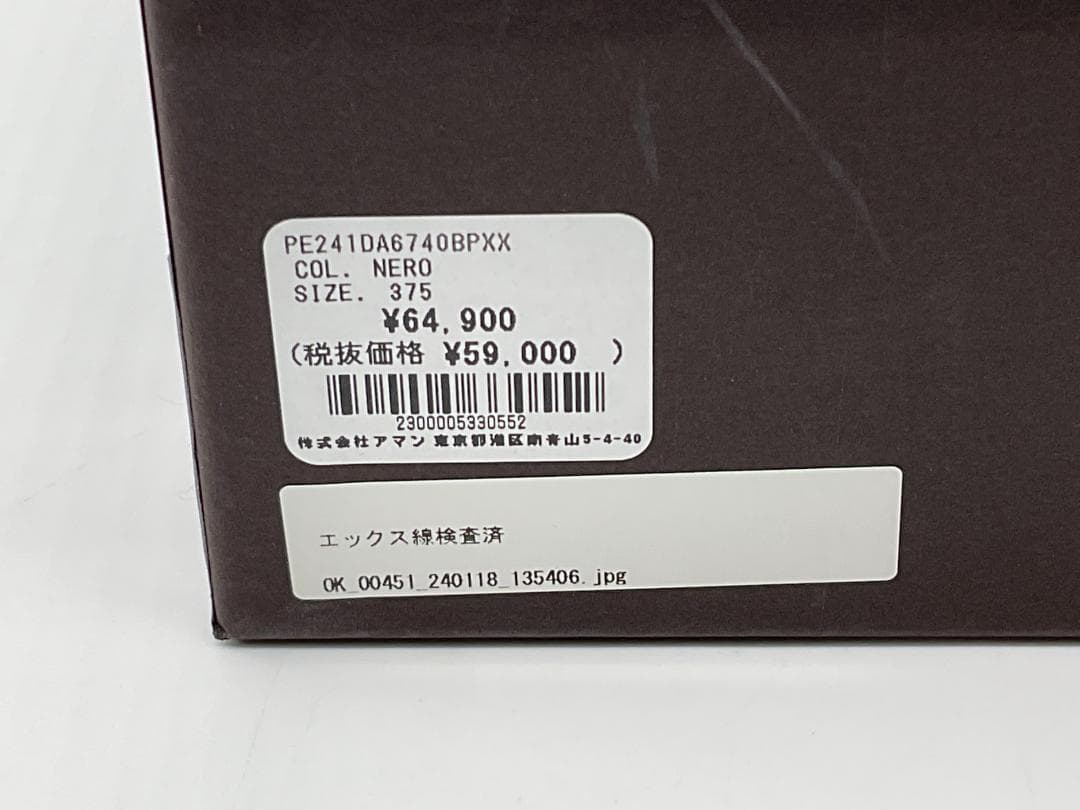 PE241DA6740BPXX
COL. NERO
SIZE. 375
¥64,900
(税抜価格 ¥59,000 )
2300005330552
株式会社アマン 東京都港区南青山5-4-40
エックス線検査済
OK_00451_240118_135406.jpg